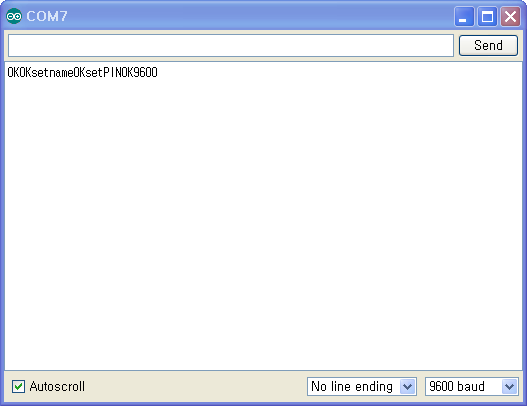 COM7
Send
OKOKsetnameOKsetPINOK9600
Autoscroll
No line ending
9600 baud